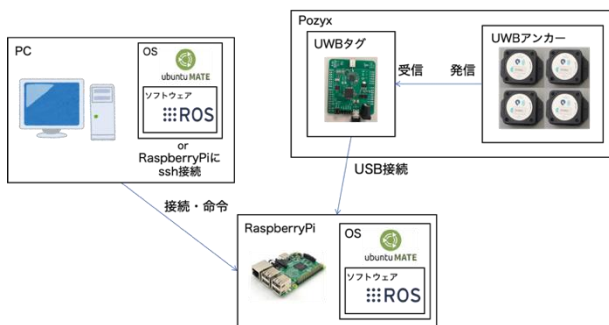 PC
OS
ubuntu MATE
ソフトウェア
ROS
or
RaspberryPiに
ssh接続
Pozyx
UWBタグ
受信
発信
UWBアンカー
USB接続
接続・命令
RaspberryPi
OS
ubuntu MATE
ソフトウェア
ROS